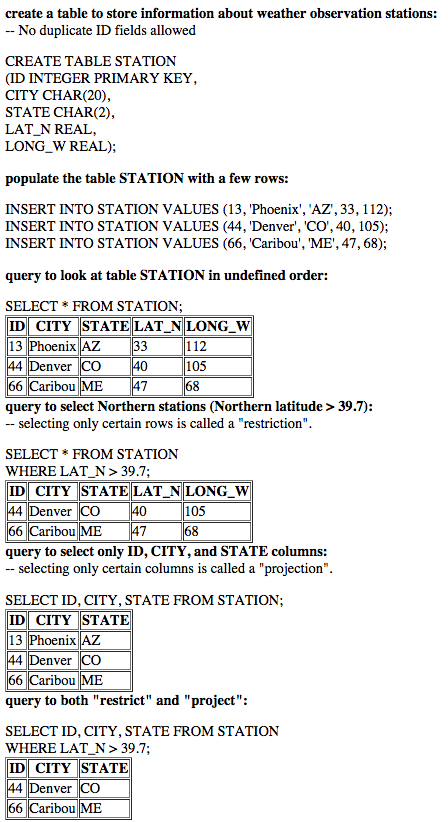 create a table to store information about weather observation stations:
-- No duplicate ID fields allowed
CREATE TABLE STATION
(ID INTEGER PRIMARY KEY,
CITY CHAR(20),
STATE CHAR(2),
LAT_N REAL,
LONG_W REAL);
populate the table STATION with a few rows:
INSERT INTO STATION VALUES (13, 'Phoenix', 'AZ', 33, 112);
INSERT INTO STATION VALUES (44, 'Denver', 'CO', 40, 105);
INSERT INTO STATION VALUES (66, 'Caribou', 'ME', 47, 68);
query to look at table STATION in undefined order:
SELECT * FROM STATION;
ID CITY STATE LAT_N LONG_W
13 Phoenix AZ 33 112
44 Denver CO 40 105
66 Caribou ME 47 68
query to select Northern stations (Northern latitude > 39.7):
-- selecting only certain rows is called a "restriction".
SELECT * FROM STATION
WHERE LAT_N > 39.7;
ID CITY STATE LAT_N LONG_W
44 Denver CO 40 105
66 Caribou ME 47 68
query to select only ID, CITY, and STATE columns:
-- selecting only certain columns is called a "projection".
SELECT ID, CITY, STATE FROM STATION;
ID CITY STATE
13 Phoenix AZ
44 Denver CO
66 Caribou ME
query to both "restrict" and "project":
SELECT ID, CITY, STATE FROM STATION
WHERE LAT_N > 39.7;
ID CITY STATE
44 Denver CO
66 Caribou ME